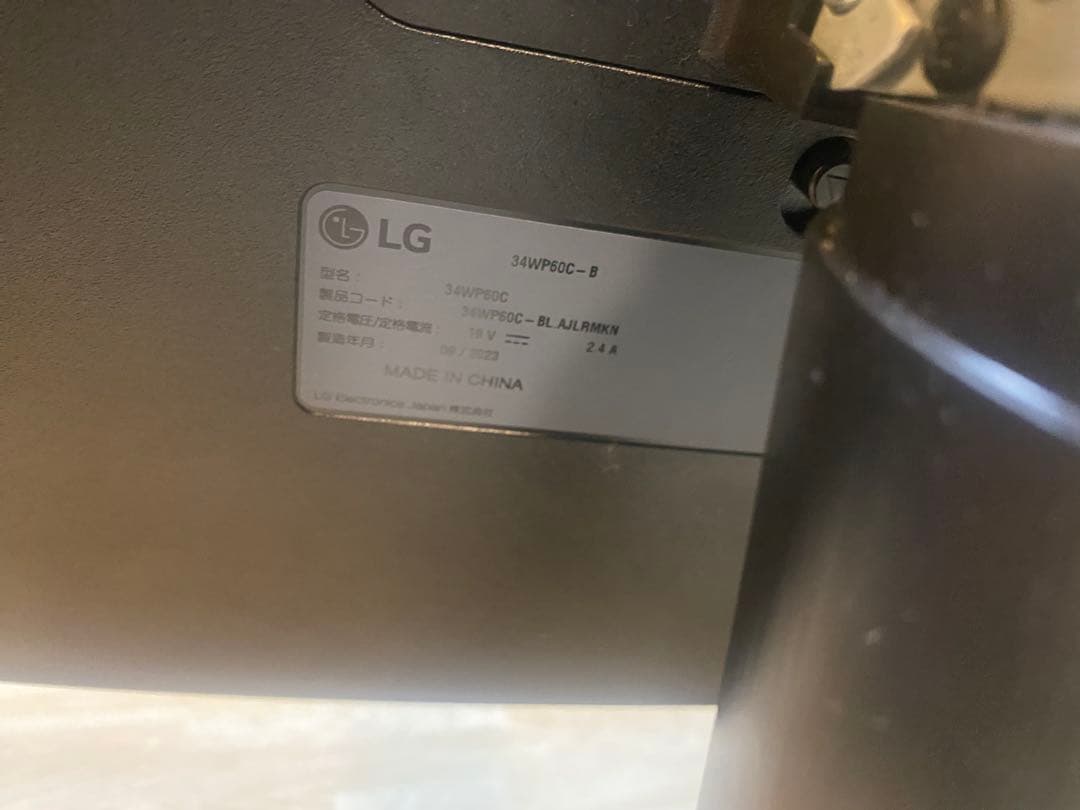 LG
34WP60C-B
型名: 34WP60C
製品コード: 34WP60C-BL.AJLRMKN
定格電圧/定格電流: 19 V ⎓ 2.4 A
製造年月: 09 / 2023
MADE IN CHINA
LG Electronics Japan 株式会社